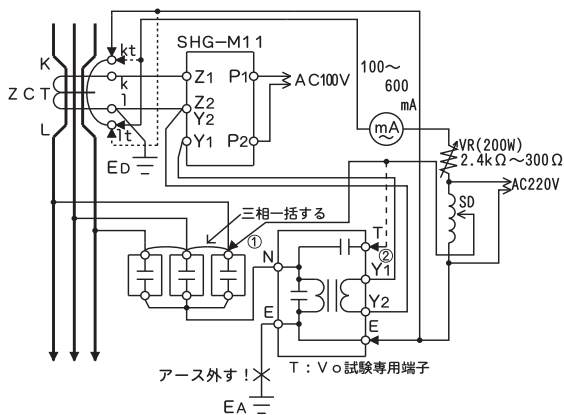 kt
SHG-M11
K
k
Z1
P1
AC100V
100～
600
mA
ZCT
l
Z2
Y2
mA
L
lt
Y1
P2
VR(200W)
2.4kΩ～300Ω
ED
AC220V
SD
三相一括する
①
T
②
N
Y1
E
Y2
E
T：Vo試験専用端子
アース外す！
EA